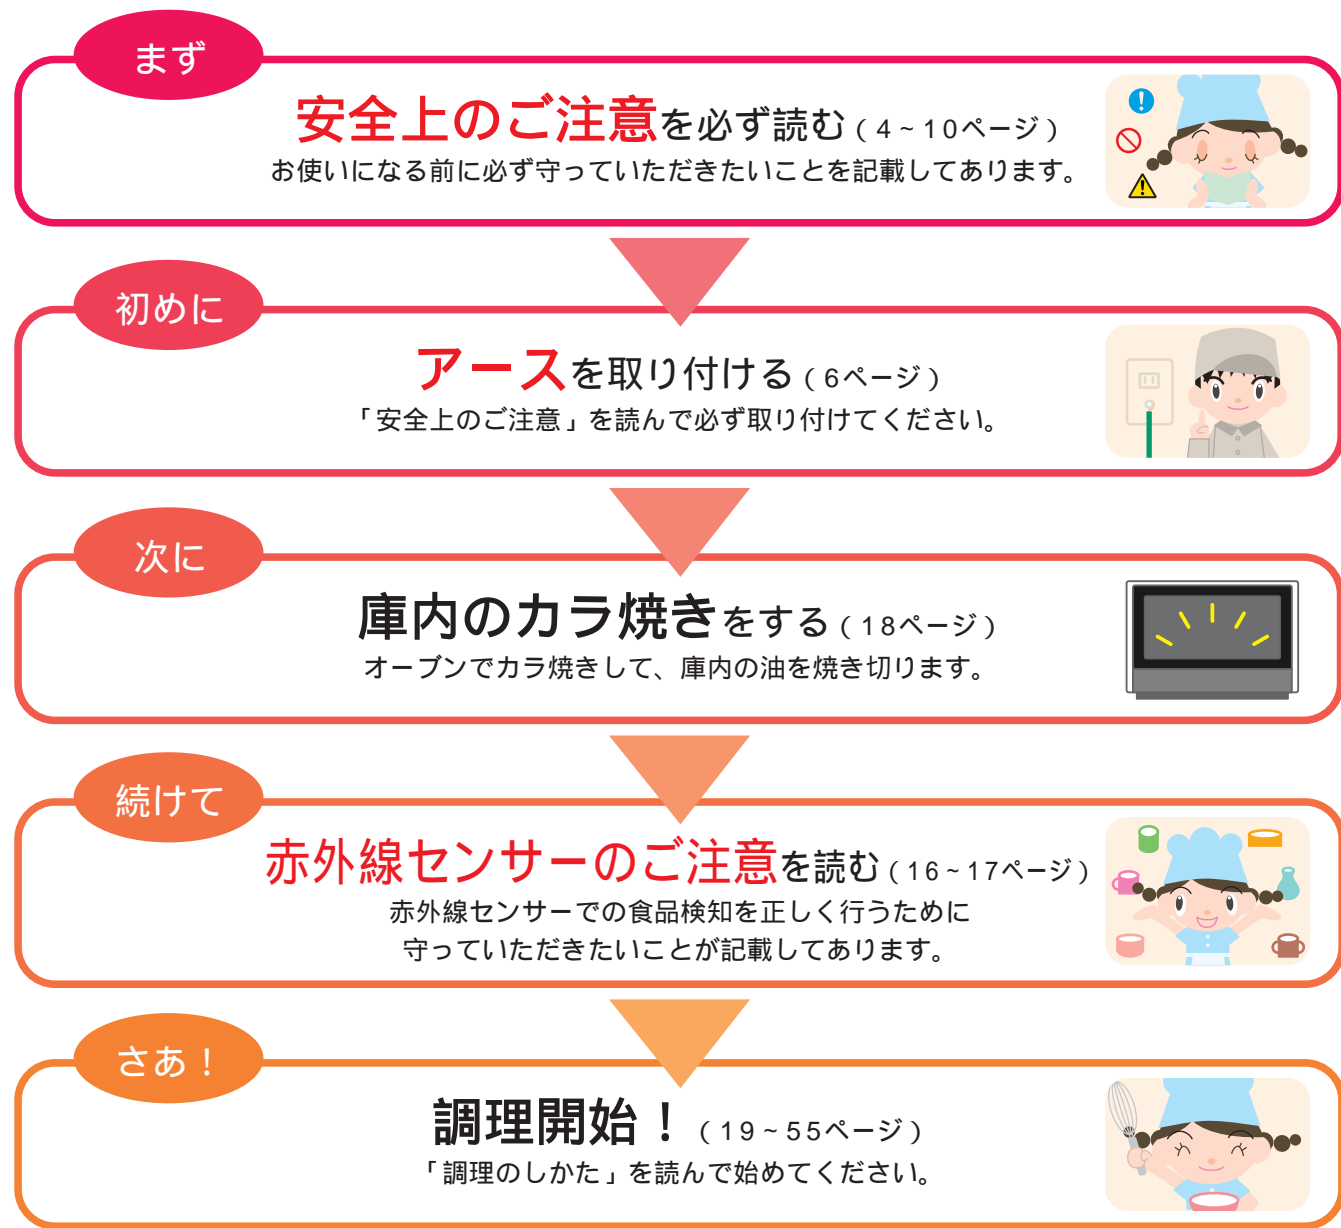 まず
安全上のご注意を必ず読む(4~10ページ)
お使いになる前に必ず守っていただきたいことを記載してあります。
初めに
アースを取り付ける(6ページ)
「安全上のご注意」を読んで必ず取り付けてください。
次に
庫内のカラ焼きをする(18ページ)
オーブンでカラ焼きして、庫内の油を焼き切ります。
続けて
赤外線センサーのご注意を読む(16~17ページ)
赤外線センサーでの食品検知を正しく行うために
守っていただきたいことが記載してあります。
さあ!
調理開始!(19~55ページ)
「調理のしかた」を読んで始めてください。